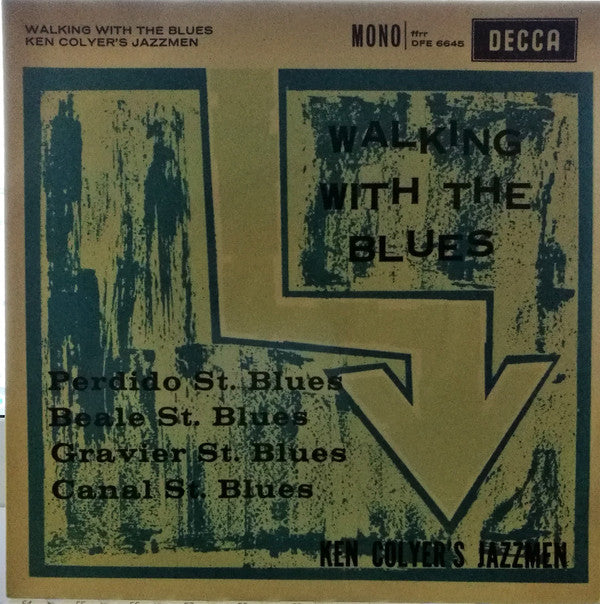 WALKING WITH THE BLUES
KEN COLYER'S JAZZMEN
MONO
ffrr
DFE 6645
DECCA
WALKING
WITH THE
BLUES
Perdido St. Blues
Beale St. Blues
Gravier St. Blues
Canal St. Blues
KEN COLYER'S JAZZMEN